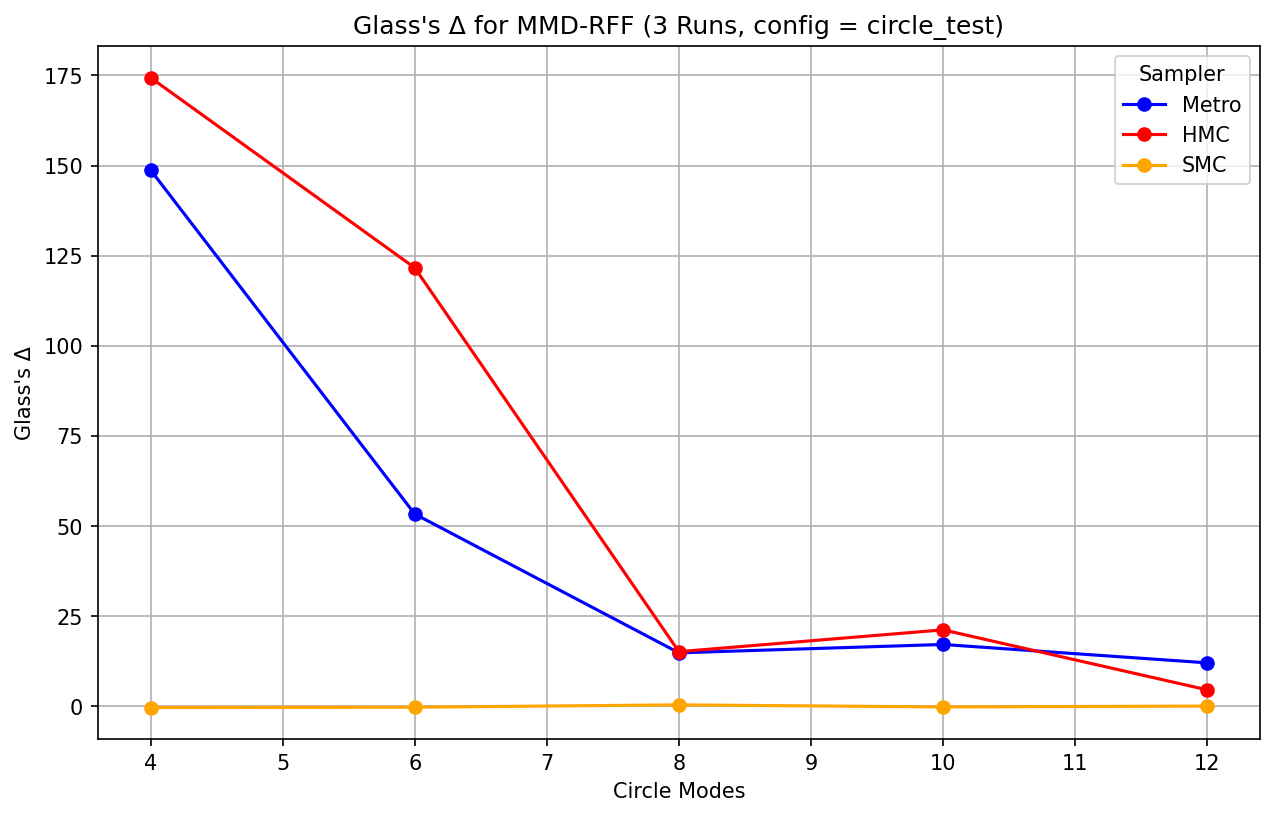 Glass's Δ for MMD-RFF (3 Runs, config = circle_test)
Glass's Δ
175
150
125
100
75
50
25
0
4
5
6
7
8
9
10
11
12
Circle Modes
Sampler
Metro
HMC
SMC